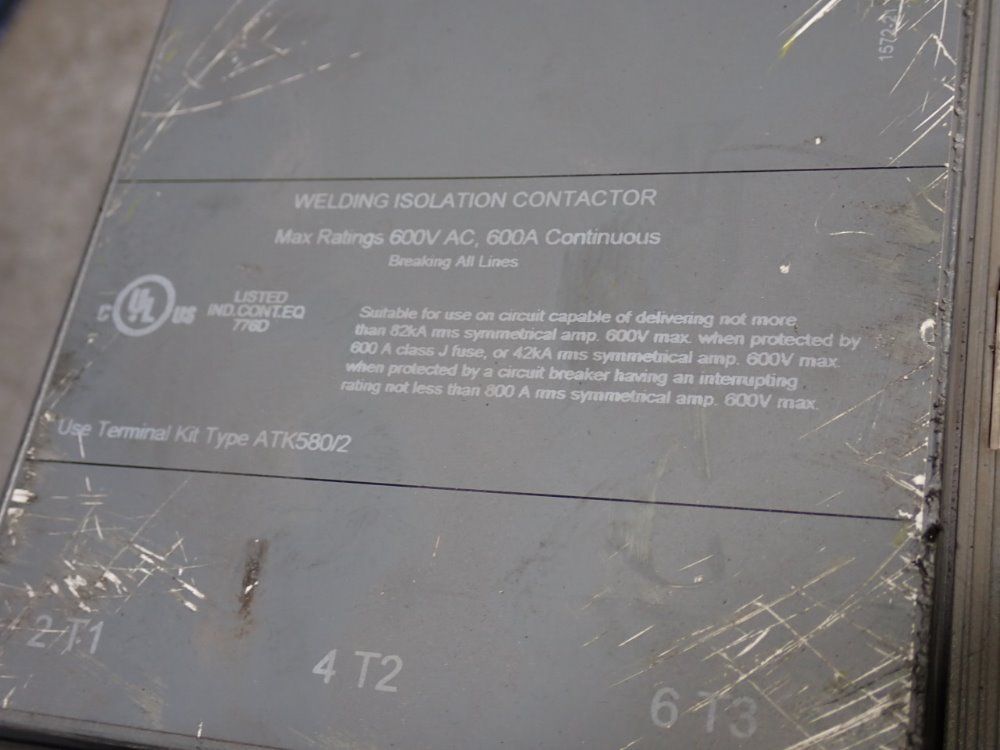 1572-21
WELDING ISOLATION CONTACTOR
Max Ratings 600V AC, 600A Continuous
Breaking All Lines
C UL US
LISTED
IND.CONT.EQ
776D
Suitable for use on circuit capable of delivering not more
than 82kA rms symmetrical amp. 600V max. when protected by
600 A class J fuse, or 42kA rms symmetrical amp. 600V max.
when protected by a circuit breaker having an interrupting
rating not less than 800 A rms symmetrical amp. 600V max.
Use Terminal Kit Type ATK580/2
2 T1
4 T2
6 T3